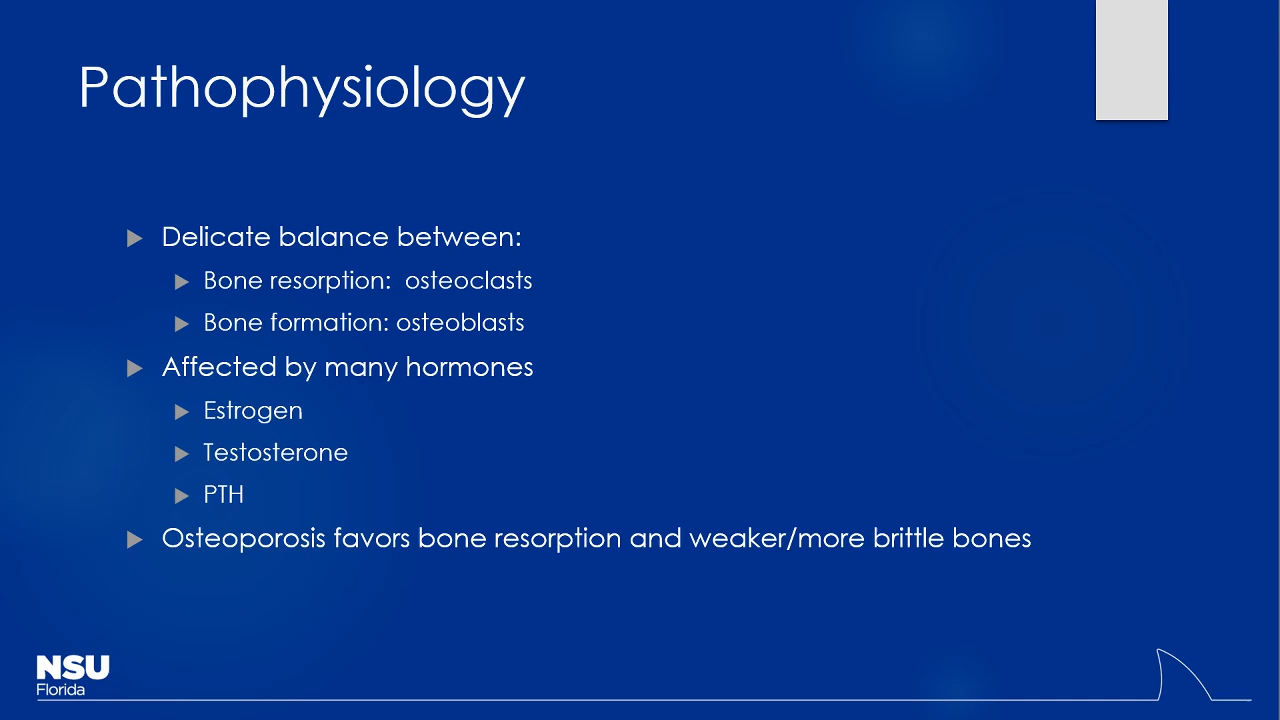 Pathophysiology
Delicate balance between:
Bone resorption:  osteoclasts
Bone formation: osteoblasts
Affected by many hormones
Estrogen
Testosterone
PTH
Osteoporosis favors bone resorption and weaker/more brittle bones
NSU
Florida